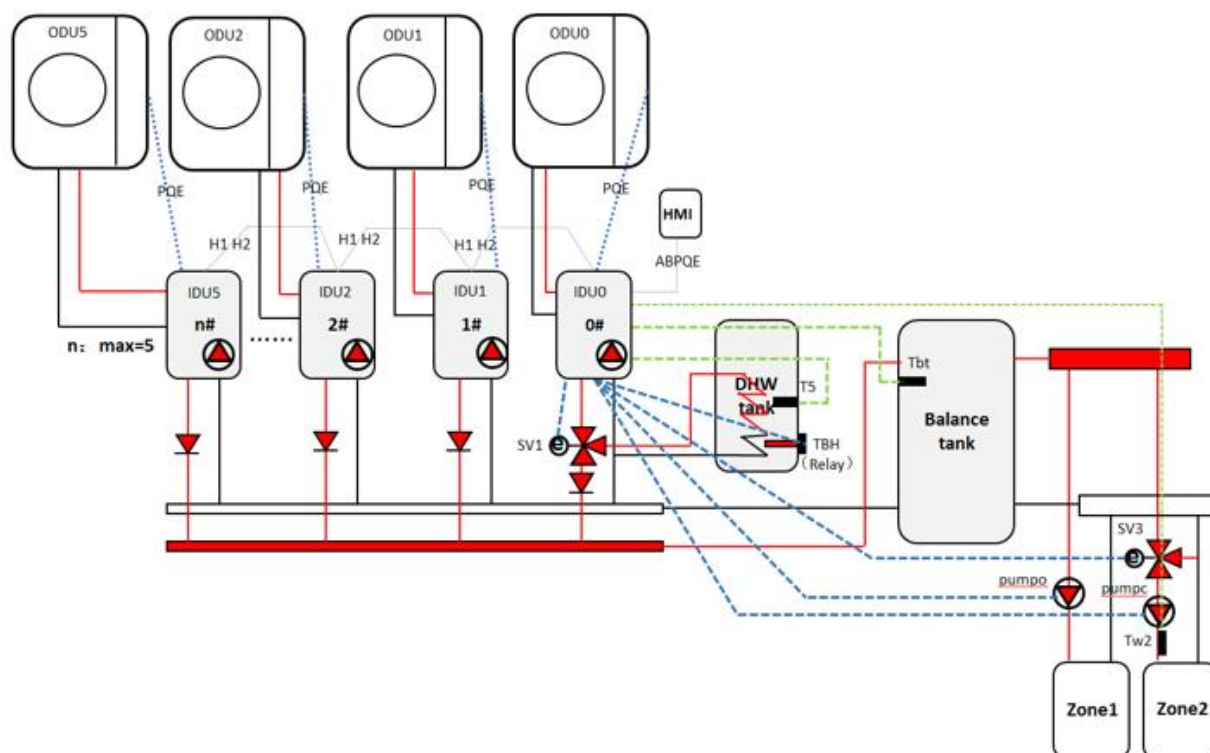 ODU5
ODU2
ODU1
ODU0
PQE
PQE
PQE
PQE
HMI
H1 H2
H1 H2
ABPQE
IDU5
IDU2
IDU1
IDU0
n#
2#
1#
0#
n: max=5
......
DHW
tank
T5
Tbt
Balance
tank
SV1
TBH
(Relay)
SV3
pumpo
pumpc
Tw2
Zone1
Zone2